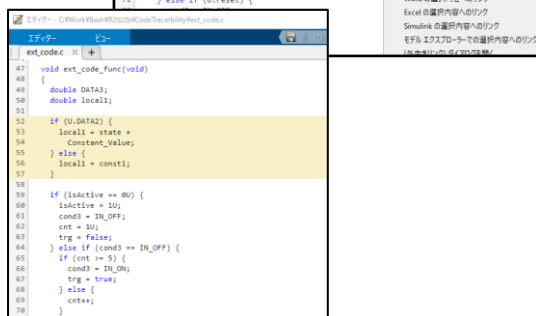 } else if (U.reset) {
Excel の選択内容へのリンク
Simulink の選択内容へのリンク
モデル エクスプローラーでの選択内容へのリンク
エディター - C:¥Work¥Bash¥R2022b¥CodeTracerbility¥ext_code.c
エディター ビュー
ext_code.c × +
47 void ext_code_func(void)
48 {
49 double DATA3;
50 double local1;
51
52 if (U.DATA2) {
53 local1 = state +
54 Constant_Value;
55 } else {
56 local1 = const1;
57 }
58
59 if (isActive == 0U) {
60 isActive = 1U;
61 cond3 = IN_OFF;
62 cnt = 1U;
63 trg = false;
64 } else if (cond3 == IN_OFF) {
65 if (cnt >= 5) {
66 cond3 = IN_ON;
67 trg = true;
68 } else {
69 cnt++;
70 }